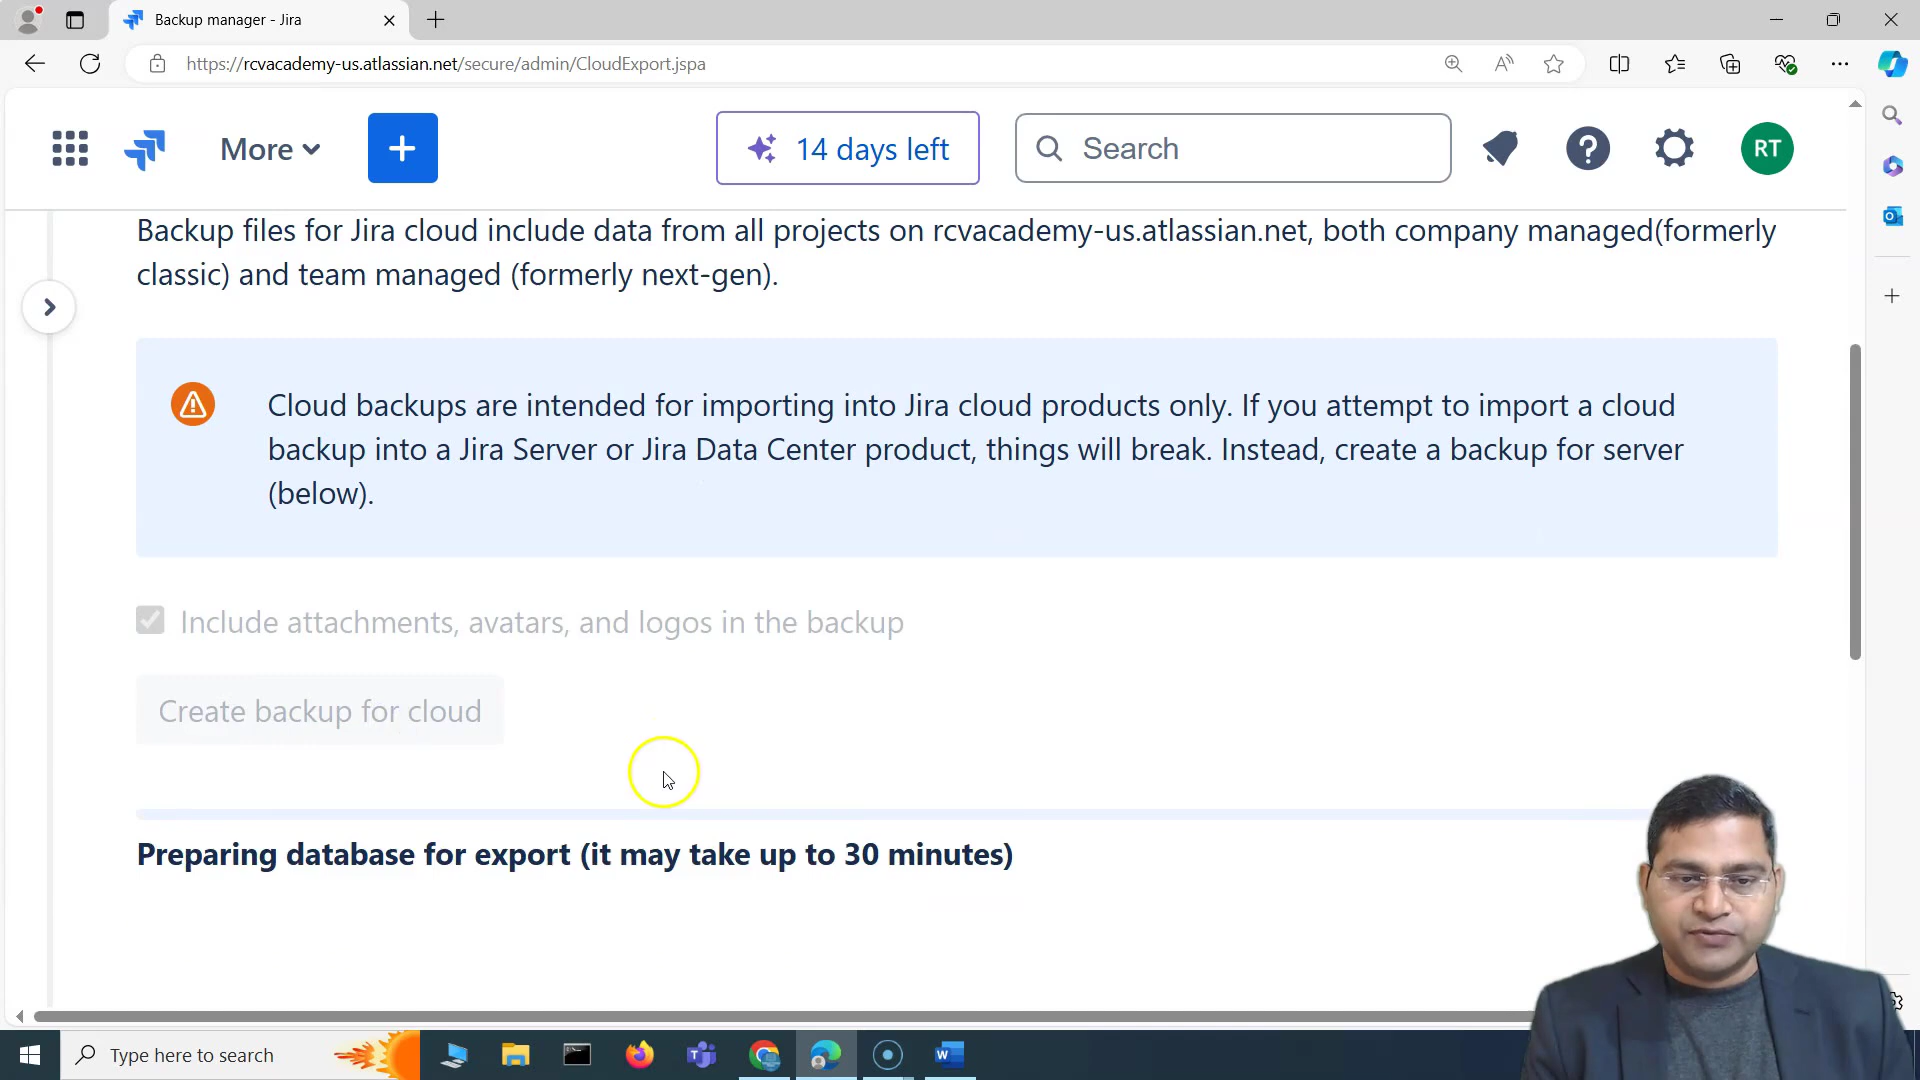 Backup manager - Jira
https://rcvacademy-us.atlassian.net/secure/admin/CloudExport.jspa
More
14 days left
Search
RT
Backup files for Jira cloud include data from all projects on rcvacademy-us.atlassian.net, both company managed(formerly
classic) and team managed (formerly next-gen).
Cloud backups are intended for importing into Jira cloud products only. If you attempt to import a cloud
backup into a Jira Server or Jira Data Center product, things will break. Instead, create a backup for server
(below).
Include attachments, avatars, and logos in the backup
Create backup for cloud
Preparing database for export (it may take up to 30 minutes)
Type here to search